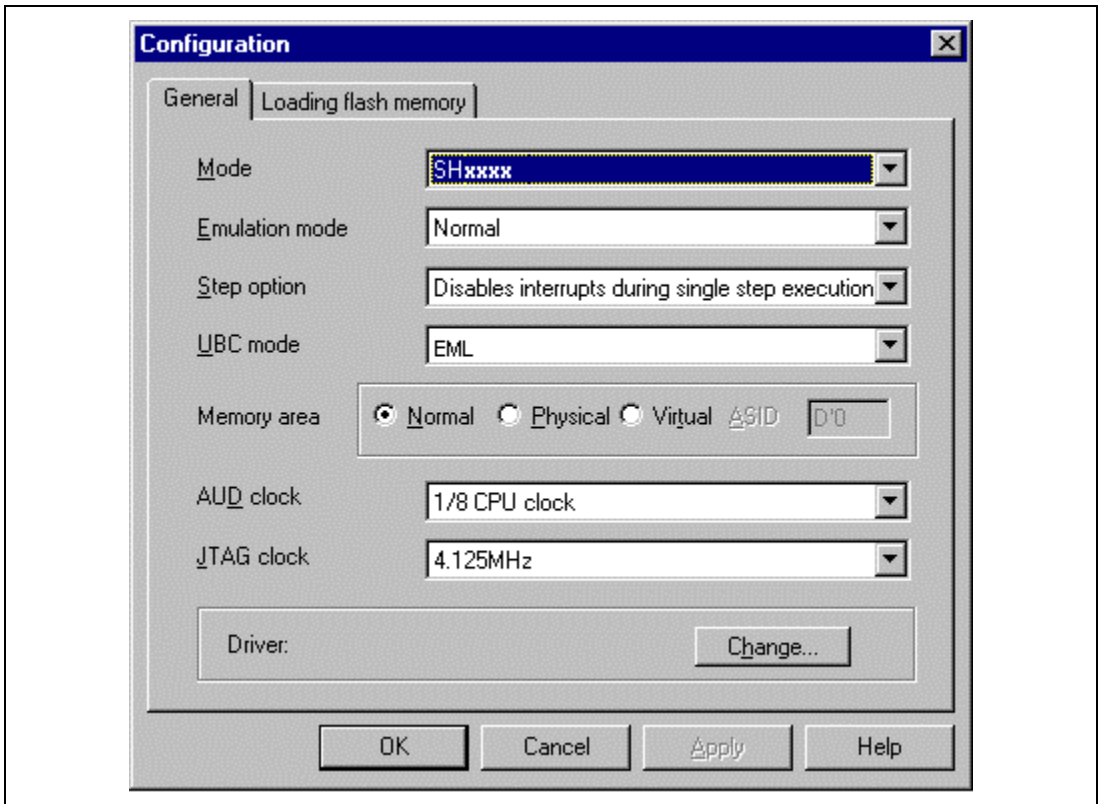 Configuration
General Loading flash memory
Mode SHxxxx
Emulation mode Normal
Step option Disables interrupts during single step execution
UBC mode EML
Memory area Normal Physical Virtual ASID D'0
AUD clock 1/8 CPU clock
JTAG clock 4.125MHz
Driver: Change...
OK Cancel Apply Help